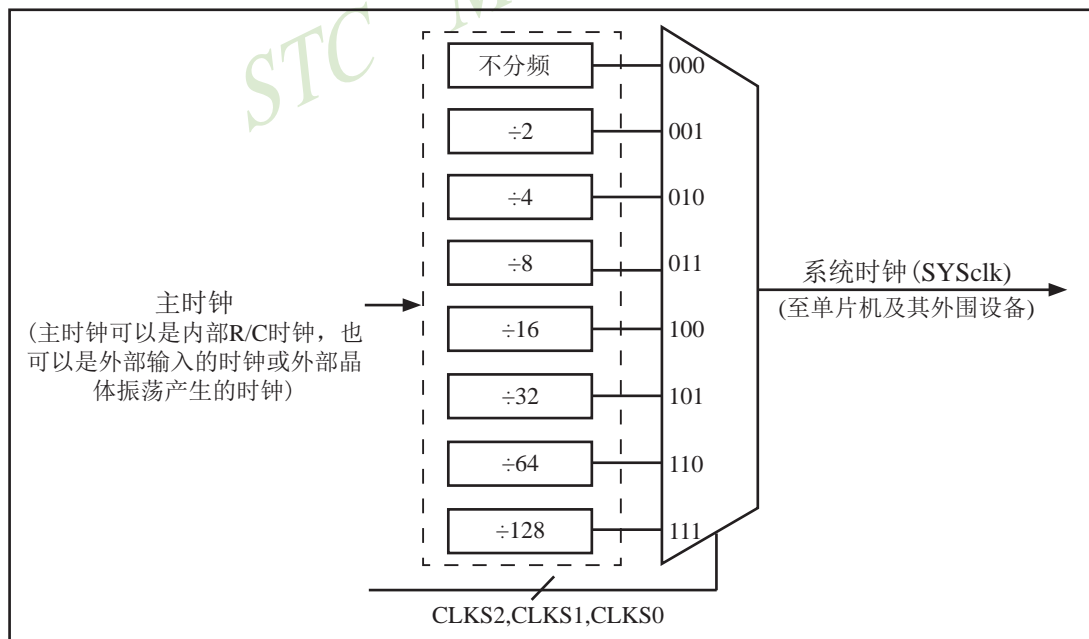 STC M
不分频 000
÷2 001
÷4 010
÷8 011
÷16 100
÷32 101
÷64 110
÷128 111
主时钟
(主时钟可以是内部R/C时钟，也
可以是外部输入的时钟或外部晶
体振荡产生的时钟)
系统时钟(SYSclk)
(至单片机及其外围设备)
CLKS2,CLKS1,CLKS0